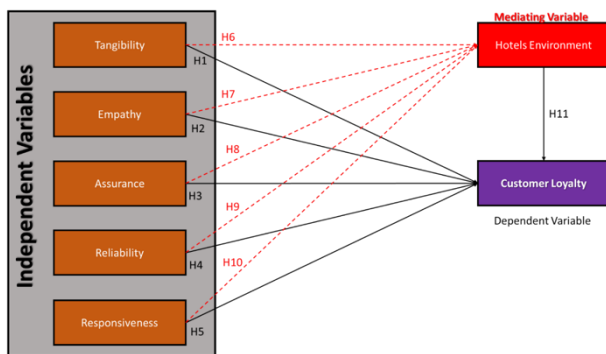 Mediating Variable
Tangibility
H6
Hotels Environment
H1
Empathy
H7
H2
H11
H8
Assurance
H3
Customer Loyalty
H9
Dependent Variable
Reliability
H4
H10
Responsiveness
H5
Independent Variables